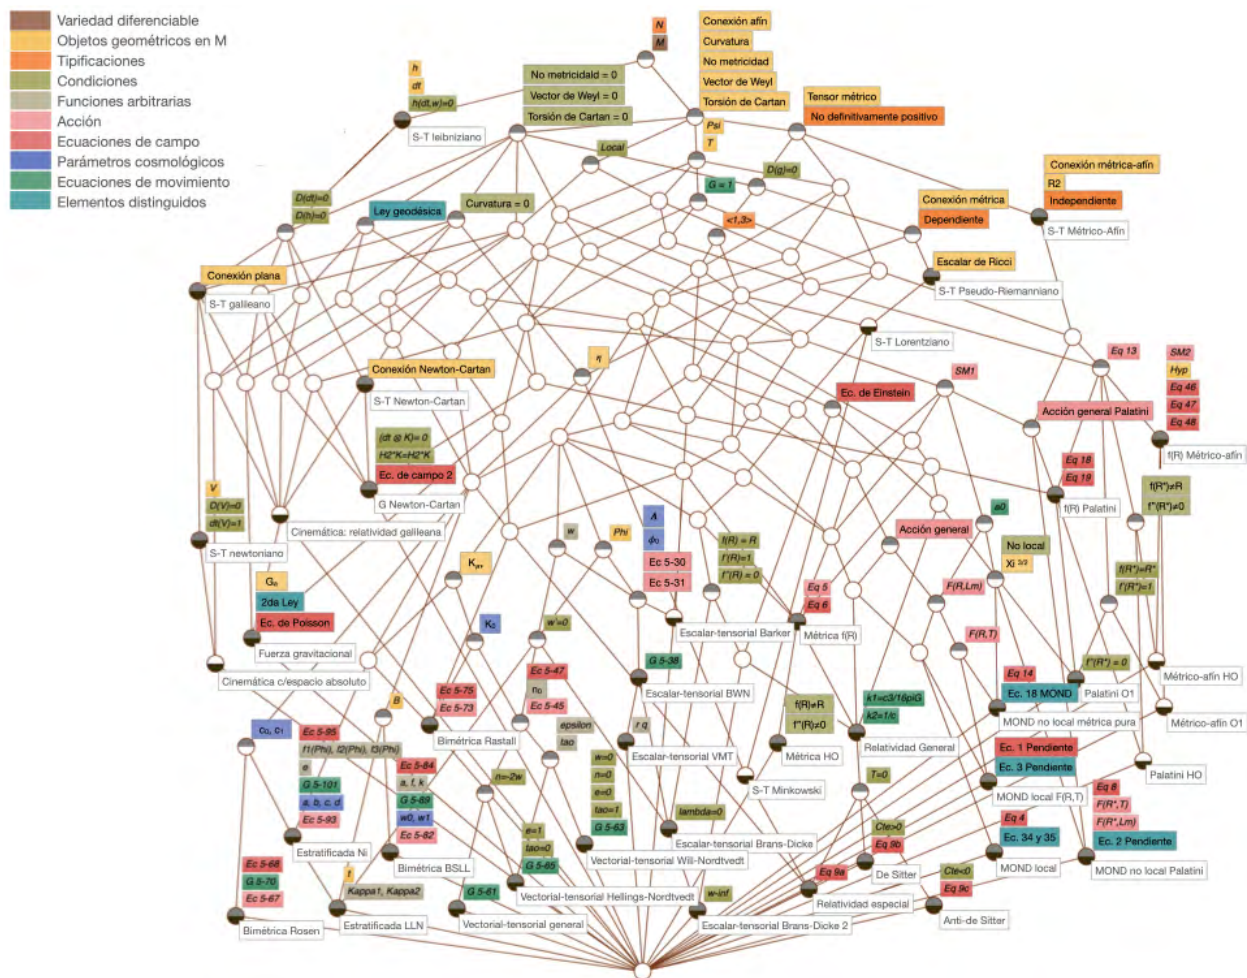 Variedad diferenciable
Objetos geométricos en M
Tipificaciones
Condiciones
Funciones arbitrarias
Acción
Ecuaciones de campo
Parámetros cosmológicos
Ecuaciones de movimiento
Elementos distinguidos
N
M
Conexión afín
Curvatura
No metricidad
Vector de Weyl
Torsión de Cartan
h
dt
h(dt,w)=0
S-T leibniziano
No metricidald = 0
Vector de Weyl = 0
Torsión de Cartan = 0
Tensor métrico
No definitivamente positivo
Psi
T
Local
D(g)=0
G = 1
Conexión métrica-afín
R2
Independiente
S-T Métrico-Afín
D(dt)=0
D(h)=0
Ley geodésica
Curvatura = 0
<1,3>
Conexión métrica
Dependiente
Escalar de Ricci
S-T Pseudo-Riemanniano
Conexión plana
S-T galileano
S-T Lorentziano
η
Conexión Newton-Cartan
S-T Newton-Cartan
Ec. de Einstein
SM1
Eq 13
SM2
Hyp
Eq 46
Eq 47
Eq 48
Acción general Palatini
f(R) Métrico-afín
(dt ⊗ K)= 0
H2*K=H2*K
Ec. de campo 2
G Newton-Cartan
Eq 18
Eq 19
f(R) Palatini
f(R*)≠R
f''(R*)≠0
V
D(V)=0
dt(V)=1
S-T newtoniano
Cinemática: relatividad galileana
w
Phi
Λ
ϕ0
Ec 5-30
Ec 5-31
Escalar-tensorial Barker
f(R) = R
f'(R)=1
f''(R) = 0
Eq 5
Eq 6
Métrica f(R)
Acción general
a0
No local
Xi
F(R,Lm)
f(R*)=R*
f'(R*)=1
2da Ley
Ec. de Poisson
Fuerza gravitacional
Cinemática c/espacio absoluto
w'=0
G 5-38
Escalar-tensorial BWN
F(R,T)
Eq 14
Ec. 18 MOND
MOND no local métrica pura
f''(R*) = 0
Palatini O1
Métrico-afín HO
Métrico-afín O1
B
Ec 5-75
Ec 5-73
Bimétrica Rastall
Ec 5-47
n0
Ec 5-45
epsilon
tao
r q
Escalar-tensorial VMT
f(R)≠R
f''(R)≠0
Métrica HO
k1=c3/16piG
k2=1/c
Relatividad General
Ec. 1 Pendiente
Ec. 3 Pendiente
MOND local F(R,T)
Palatini HO
c0, c1
Ec 5-95
f1(Phi), f2(Phi), f3(Phi)
e
G 5-101
a, b, c, d
Ec 5-93
Estratificada Ni
Ec 5-84
a, f, k
G 5-89
w0, w1
Ec 5-82
Bimétrica BSLL
n=-2w
w=0
n=0
e=0
tao=1
G 5-63
Vectorial-tensorial Will-Nordtvedt
S-T Minkowski
lambda=0
Escalar-tensorial Brans-Dicke
T=0
Cte>0
Eq 9b
De Sitter
Eq 4
Ec. 34 y 35
MOND local
Eq 8
F(R*,T)
F(R*,Lm)
Ec. 2 Pendiente
MOND no local Palatini
Ec 5-68
G 5-70
Ec 5-67
Bimétrica Rosen
t
Kappa1, Kappa2
Estratificada LLN
G 5-61
Vectorial-tensorial general
e=1
tao=0
G 5-65
Vectorial-tensorial Hellings-Nordtvedt
w-inf
Escalar-tensorial Brans-Dicke 2
Eq 9a
Relatividad especial
Cte<0
Eq 9c
Anti-de Sitter